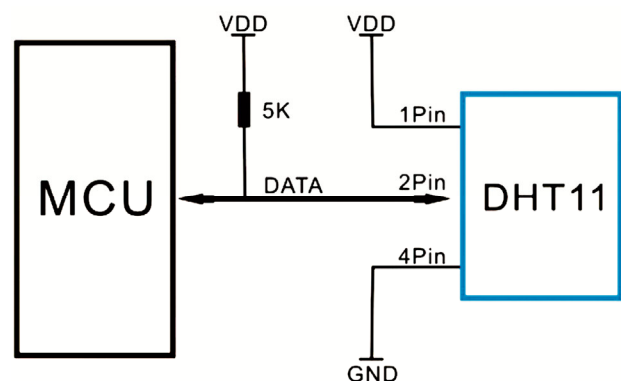 VDD
VDD
5K
1Pin
MCU
DATA
2Pin
DHT11
4Pin
GND